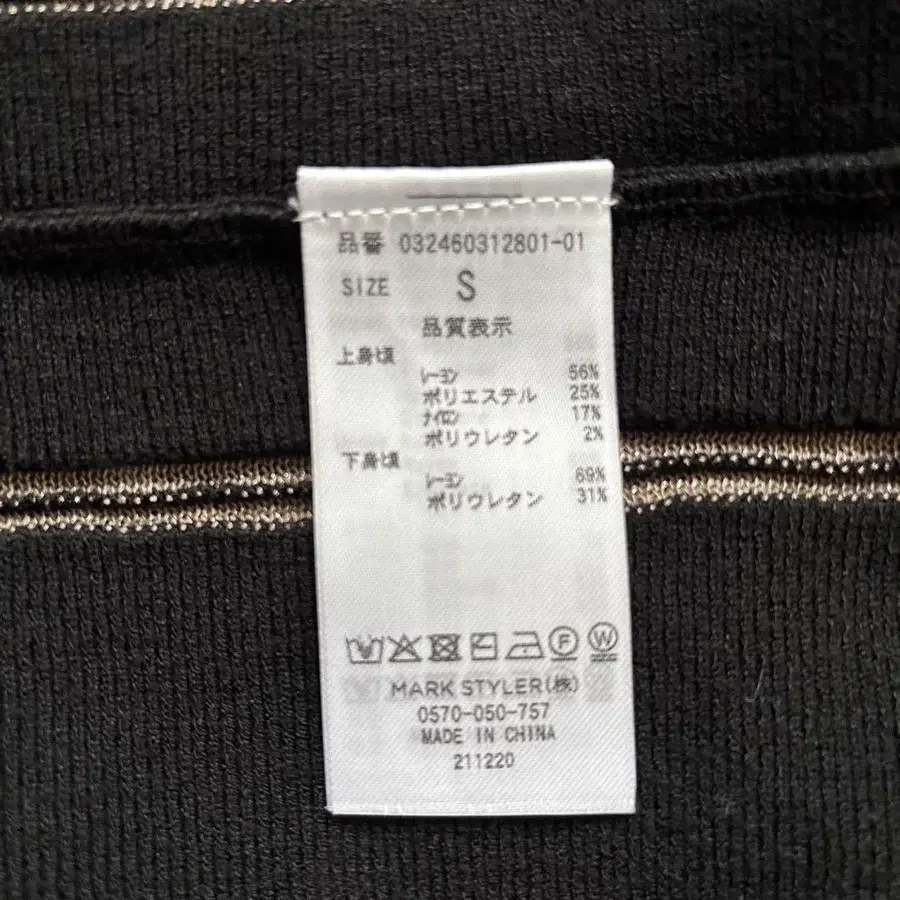 品番 032460312801-01
SIZE S
品質表示
上身頃
レーヨン 56%
ポリエステル 25%
ナイロン 17%
ポリウレタン 2%
下身頃
レーヨン 69%
ポリウレタン 31%
F W
MARK STYLER(株)
0570-050-757
MADE IN CHINA
211220